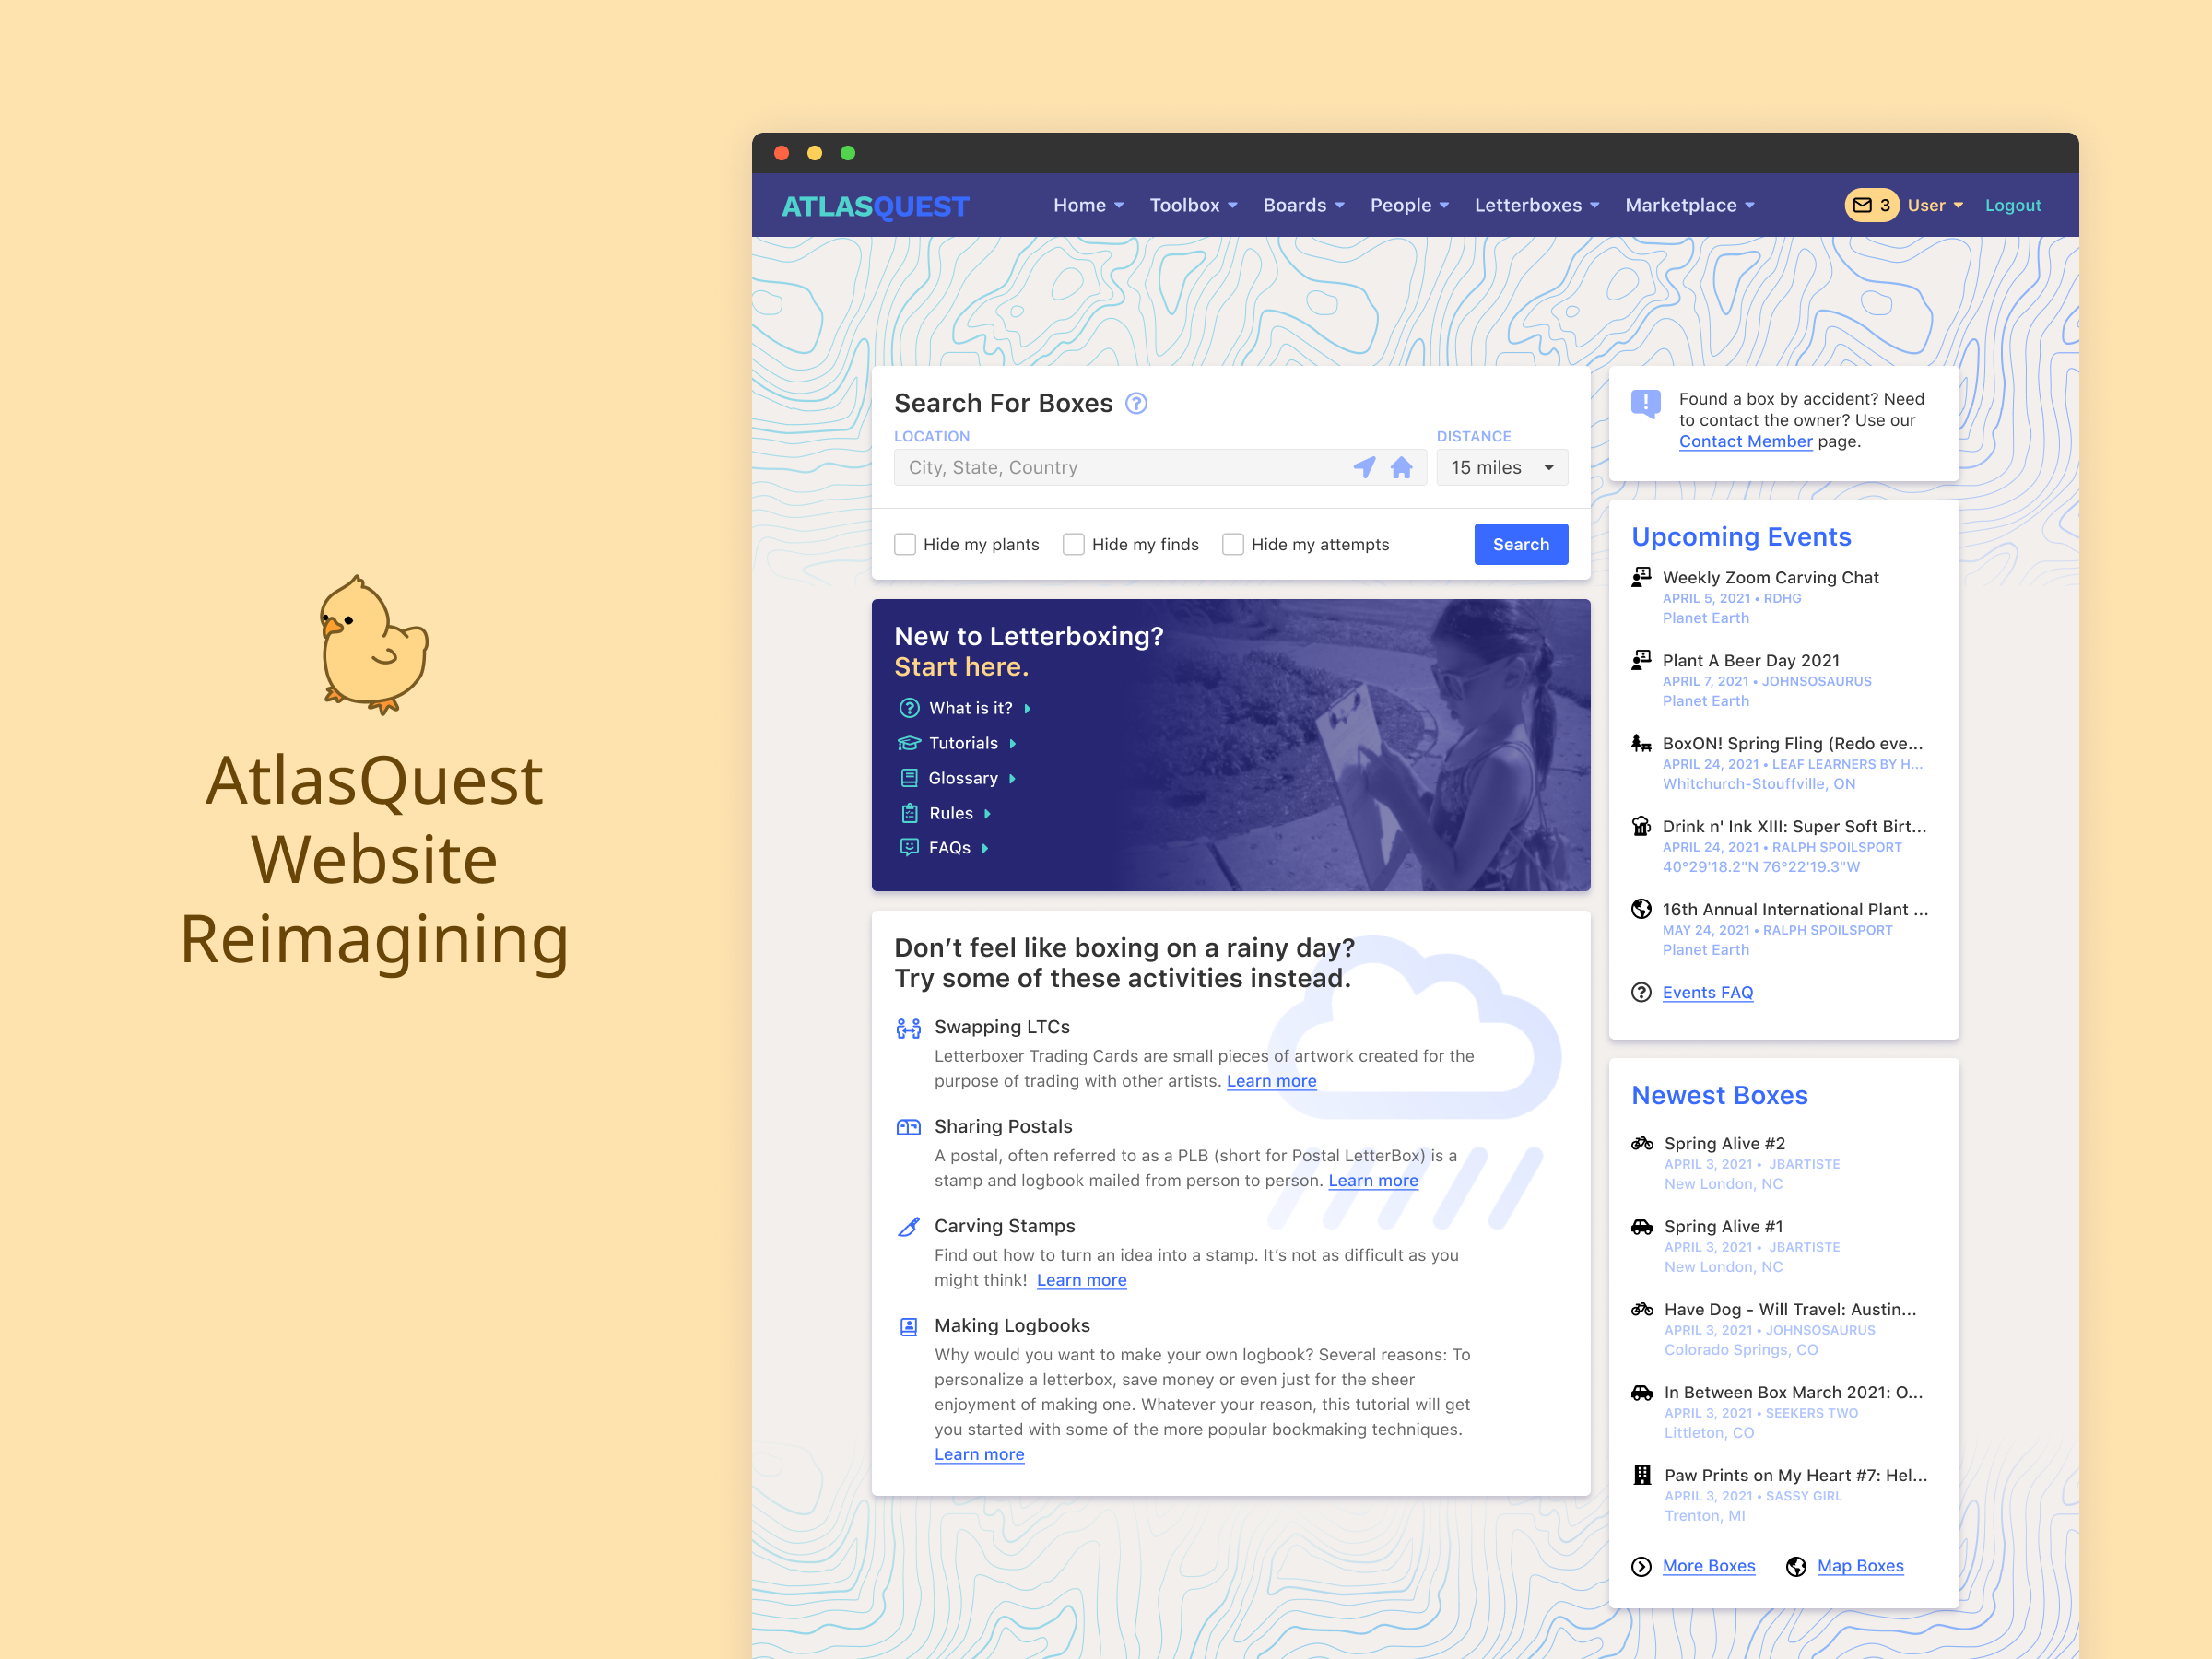 AtlasQuest
Website
Reimagining
ATLASQUEST
Home
Toolbox
Boards
People
Letterboxes
Marketplace
3
User
Logout
Search For Boxes
LOCATION
DISTANCE
City, State, Country
15 miles
Hide my plants
Hide my finds
Hide my attempts
Search
New to Letterboxing?
Start here.
What is it?
Tutorials
Glossary
Rules
FAQs
Don’t feel like boxing on a rainy day?
Try some of these activities instead.
Swapping LTCs
Letterboxer Trading Cards are small pieces of artwork created for the
purpose of trading with other artists. Learn more
Sharing Postals
A postal, often referred to as a PLB (short for Postal LetterBox) is a
stamp and logbook mailed from person to person. Learn more
Carving Stamps
Find out how to turn an idea into a stamp. It’s not as difficult as you
might think! Learn more
Making Logbooks
Why would you want to make your own logbook? Several reasons: To
personalize a letterbox, save money or even just for the sheer
enjoyment of making one. Whatever your reason, this tutorial will get
you started with some of the more popular bookmaking techniques.
Learn more
Found a box by accident? Need
to contact the owner? Use our
Contact Member page.
Upcoming Events
Weekly Zoom Carving Chat
APRIL 5, 2021 • RDHG
Planet Earth
Plant A Beer Day 2021
APRIL 7, 2021 • JOHNSOSAURUS
Planet Earth
BoxON! Spring Fling (Redo eve...
APRIL 24, 2021 • LEAF LEARNERS BY H...
Whitchurch-Stouffville, ON
Drink n' Ink XIII: Super Soft Birt...
APRIL 24, 2021 • RALPH SPOILSPORT
40°29'18.2"N 76°22'19.3"W
16th Annual International Plant ...
MAY 24, 2021 • RALPH SPOILSPORT
Planet Earth
Events FAQ
Newest Boxes
Spring Alive #2
APRIL 3, 2021 • JBARTISTE
New London, NC
Spring Alive #1
APRIL 3, 2021 • JBARTISTE
New London, NC
Have Dog - Will Travel: Austin...
APRIL 3, 2021 • JOHNSOSAURUS
Colorado Springs, CO
In Between Box March 2021: O...
APRIL 3, 2021 • SEEKERS TWO
Littleton, CO
Paw Prints on My Heart #7: Hel...
APRIL 3, 2021 • SASSY GIRL
Trenton, MI
More Boxes
Map Boxes